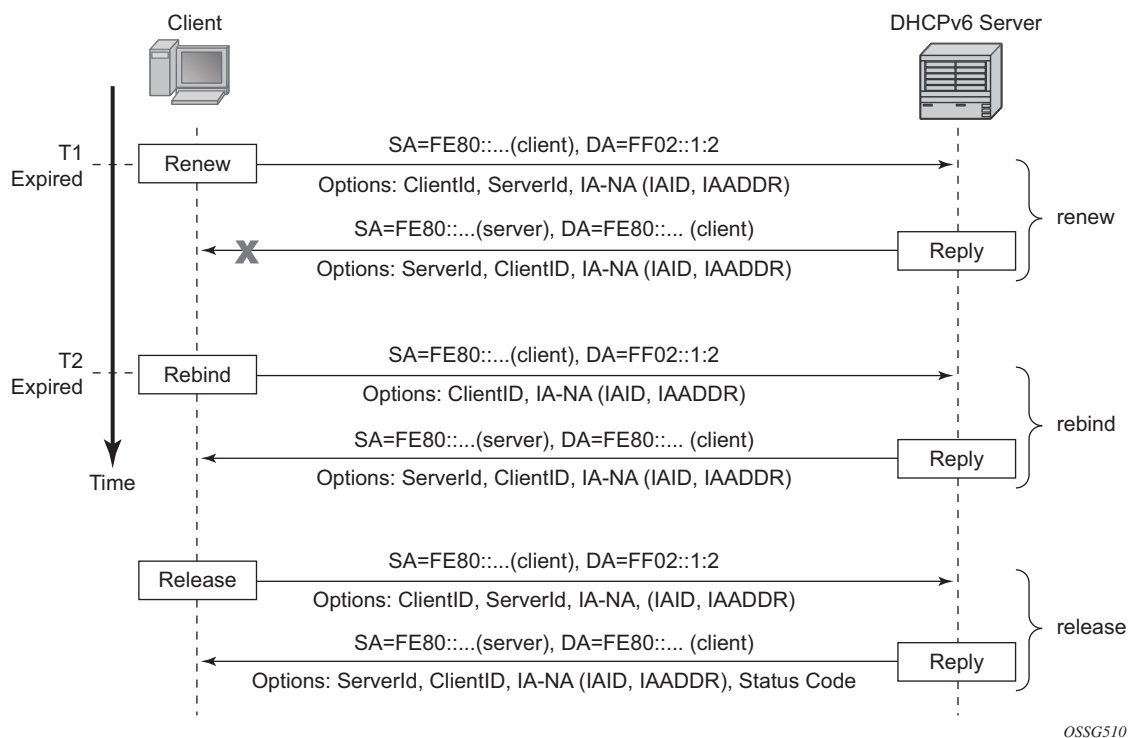 Client
DHCPv6 Server
T1
Expired
Renew
SA=FE80::...(client), DA=FF02::1:2
Options: ClientId, ServerId, IA-NA (IAID, IAADDR)
SA=FE80::...(server), DA=FE80::... (client)
X
Reply
Options: ServerId, ClientID, IA-NA (IAID, IAADDR)
renew
T2
Expired
Rebind
SA=FE80::...(client), DA=FF02::1:2
Options: ClientID, IA-NA (IAID, IAADDR)
SA=FE80::...(server), DA=FE80::... (client)
Reply
Options: ServerId, ClientID, IA-NA (IAID, IAADDR)
rebind
Time
Release
SA=FE80::...(client), DA=FF02::1:2
Options: ClientID, ServerId, IA-NA, (IAID, IAADDR)
SA=FE80::...(server), DA=FE80::... (client)
Reply
Options: ServerId, ClientID, IA-NA (IAID, IAADDR), Status Code
release
OSSG510